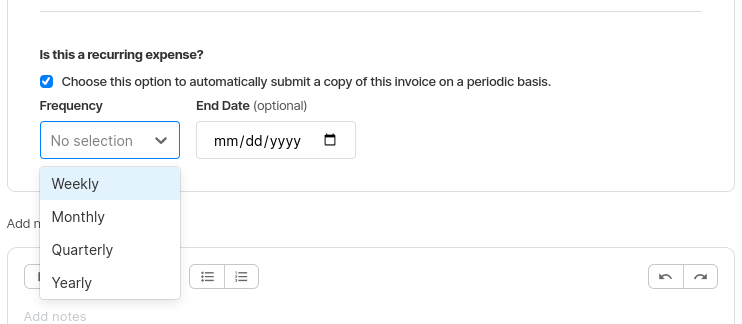 Is this a recurring expense?
Choose this option to automatically submit a copy of this invoice on a periodic basis.
Frequency End Date (optional)
No selection mm/dd/yyyy
Weekly
Monthly
Quarterly
Yearly
Add
Add notes